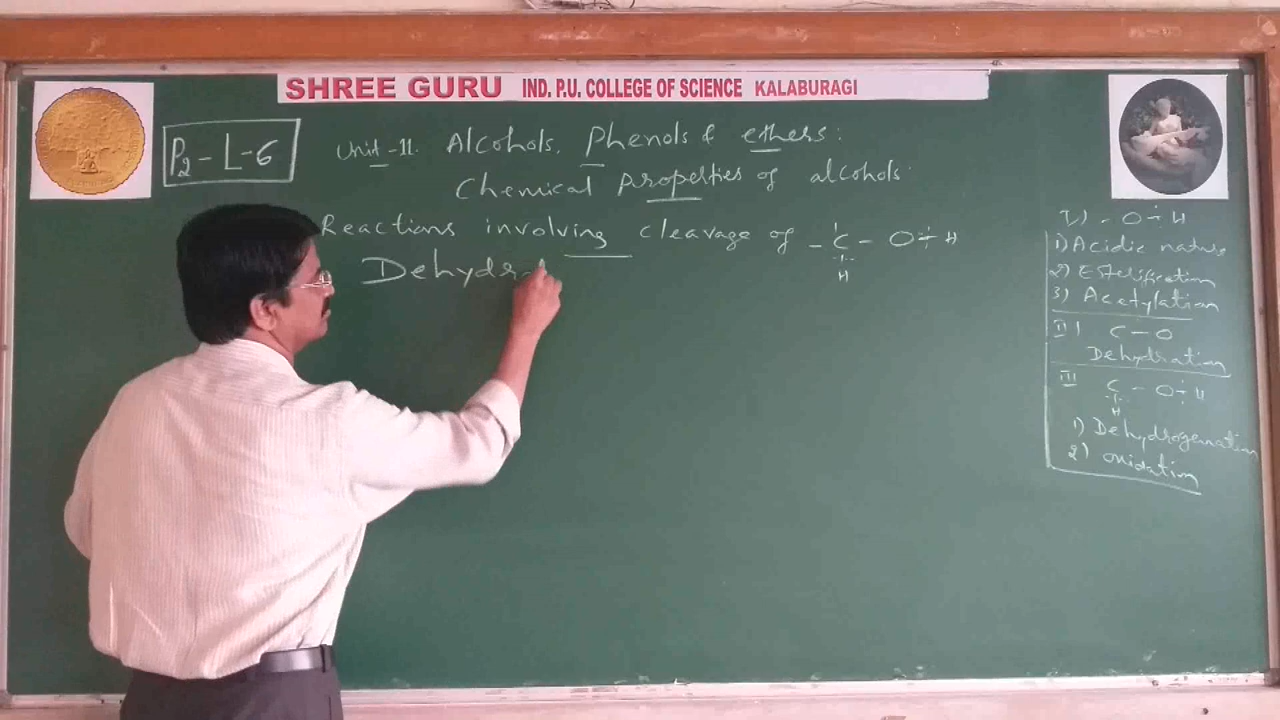 SHREE GURU IND. P.U. COLLEGE OF SCIENCE KALABURAGI
P2-L-6
Unit-11. Alcohols, Phenols & ethers:
Chemical Properties of alcohols.
Reactions involving cleavage of -C-O÷H
H
Dehydr
I) -O÷H
1) Acidic nature
2) Esterification
3) Acetylation
II) C-O
Dehydration
III C-O÷H
H
1) Dehydrogenation
2) oxidation